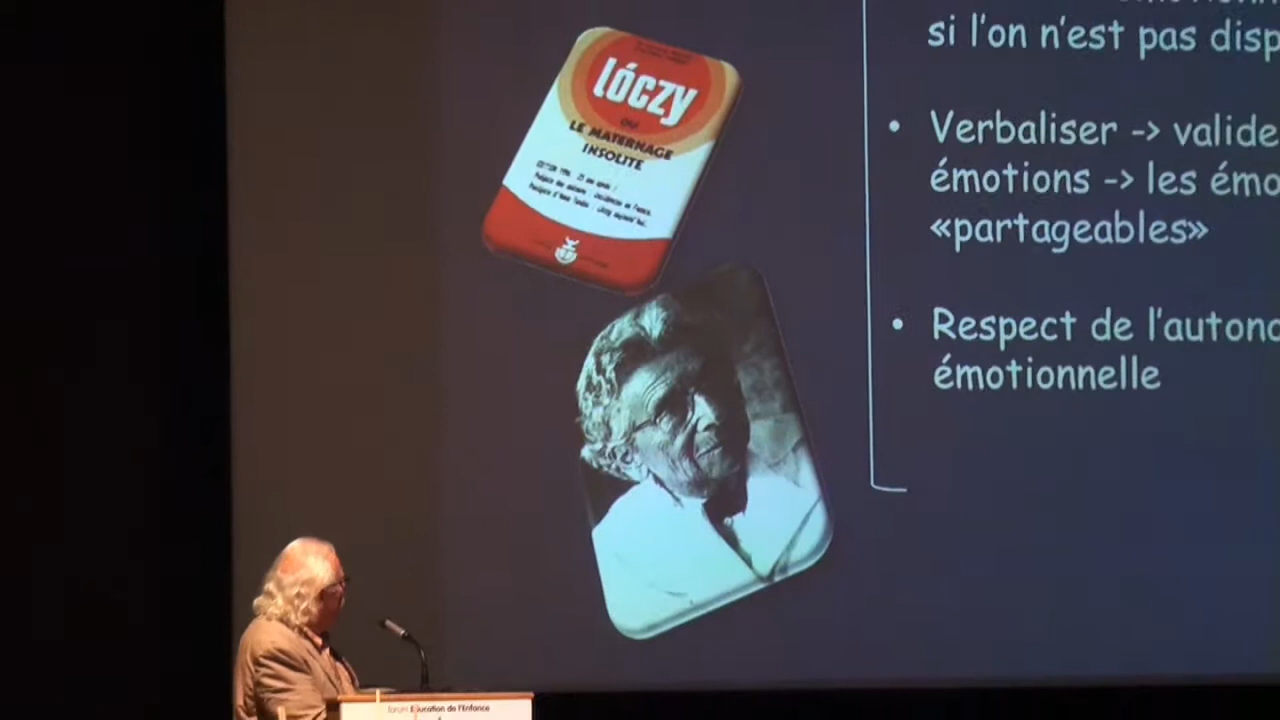 lóczy
OU
LE MATERNAGE
INSOLITE
si l'on n'est pas disp
• Verbaliser -> valide
émotions -> les émo
«partageables»
• Respect de l'autono
émotionnelle
forum Education de l'Enfance